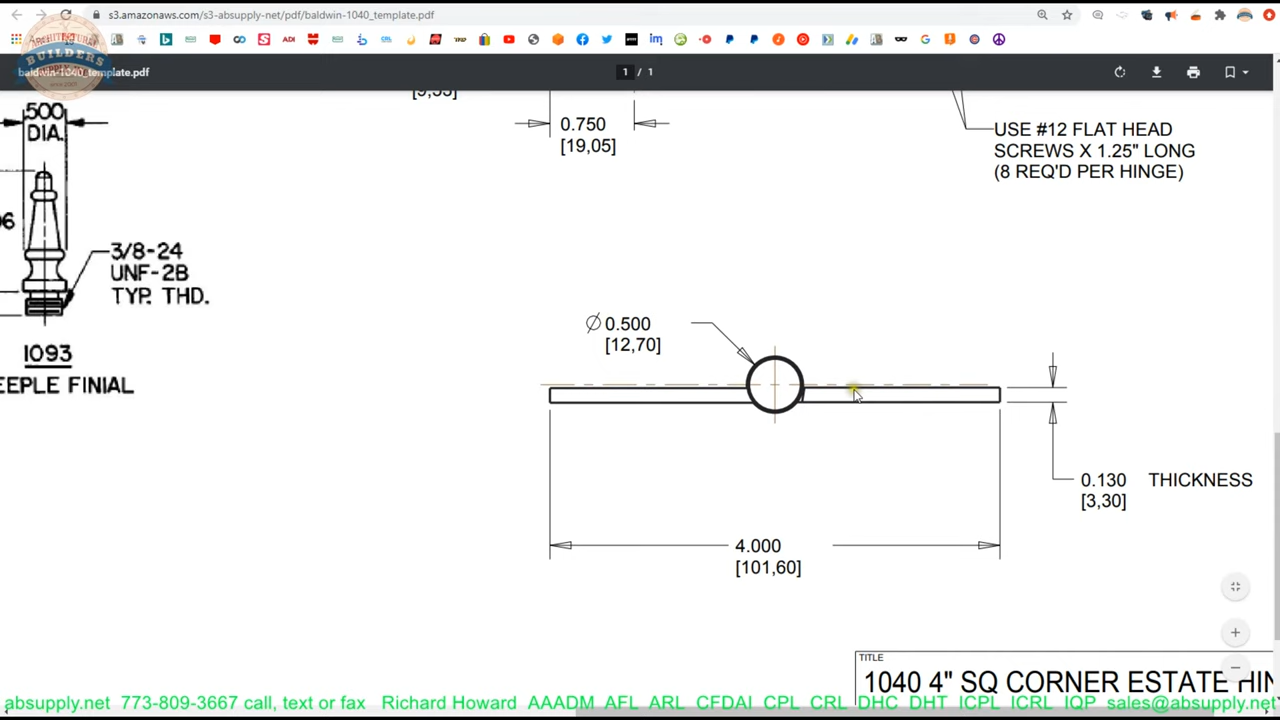 s3.amazonaws.com/s3-absupply-net/pdf/baldwin-1040_template.pdf
ARCHITECTURAL
BUILDERS
baldwin-1040_template.pdf
1 / 1
.500
DIA.
3/8-24
UNF-2B
TYP. THD.
1093
EEPLE FINIAL
[9,53]
0.750
[19,05]
USE #12 FLAT HEAD
SCREWS X 1.25" LONG
(8 REQ'D PER HINGE)
∅ 0.500
[12,70]
0.130 THICKNESS
[3,30]
4.000
[101,60]
TITLE
1040 4" SQ CORNER ESTATE HIN
absupply.net 773-809-3667 call, text or fax Richard Howard AAADM AFL ARL CFDAI CPL CRL DHC DHT ICPL ICRL IQP sales@absupply.net